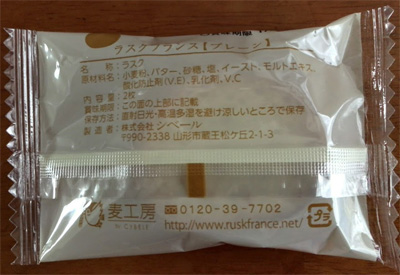 ラスクフランス【プレーン】
名称：ラスク
原材料名：小麦粉、バター、砂糖、塩、イースト、モルトエキス、
酸化防止剤(V.E)、乳化剤、V.C
内容量：2枚
賞味期限：この面の上部に記載
保存方法：直射日光・高温多湿を避け涼しいところで保存
製造者：株式会社 シベール
〒990-2338 山形市蔵王松ケ丘2-1-3
麦工房
by CYBELE
0120-39-7702
http://www.ruskfrance.net/
プラ